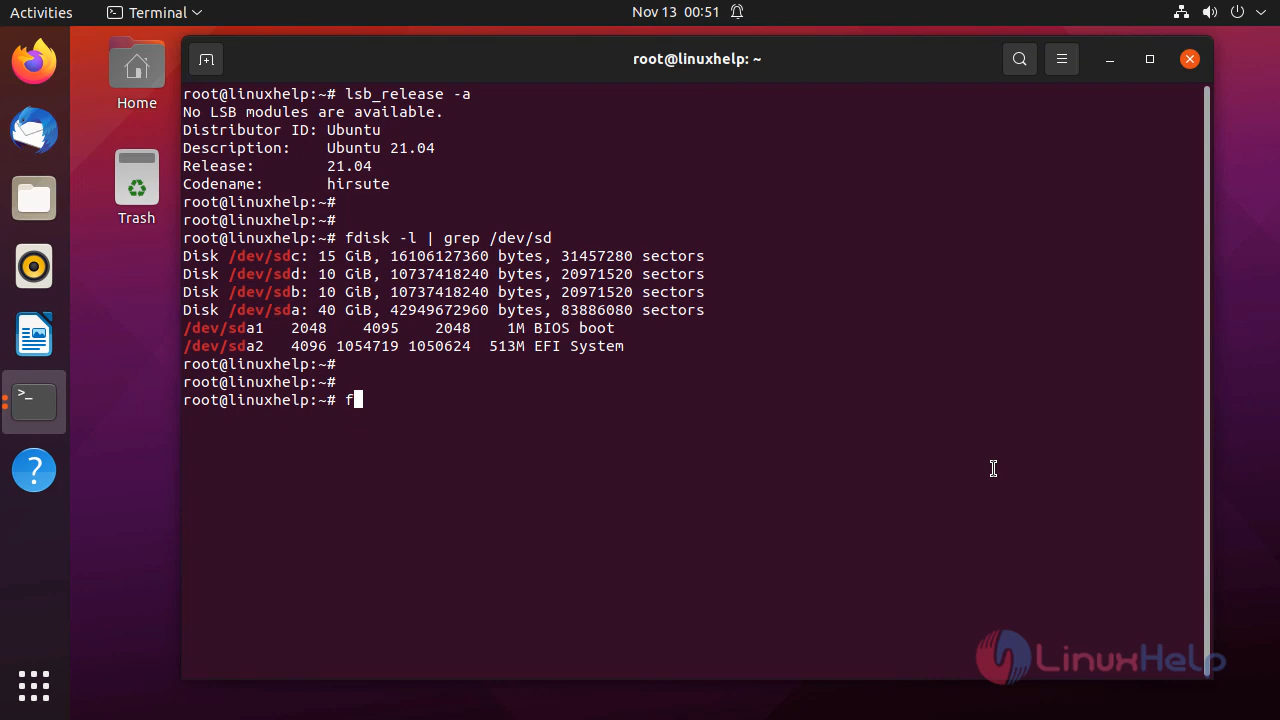 Activities
Terminal
Nov 13 00:51
root@linuxhelp: ~
Home
Trash
root@linuxhelp:~# lsb_release -a
No LSB modules are available.
Distributor ID: Ubuntu
Description:    Ubuntu 21.04
Release:        21.04
Codename:       hirsute
root@linuxhelp:~#
root@linuxhelp:~#
root@linuxhelp:~# fdisk -l | grep /dev/sd
Disk /dev/sdc: 15 GiB, 16106127360 bytes, 31457280 sectors
Disk /dev/sdd: 10 GiB, 10737418240 bytes, 20971520 sectors
Disk /dev/sdb: 10 GiB, 10737418240 bytes, 20971520 sectors
Disk /dev/sda: 40 GiB, 42949672960 bytes, 83886080 sectors
/dev/sda1   2048    4095    2048    1M BIOS boot
/dev/sda2   4096 1054719 1050624  513M EFI System
root@linuxhelp:~#
root@linuxhelp:~#
root@linuxhelp:~# f
>_
?
LinuxHelp